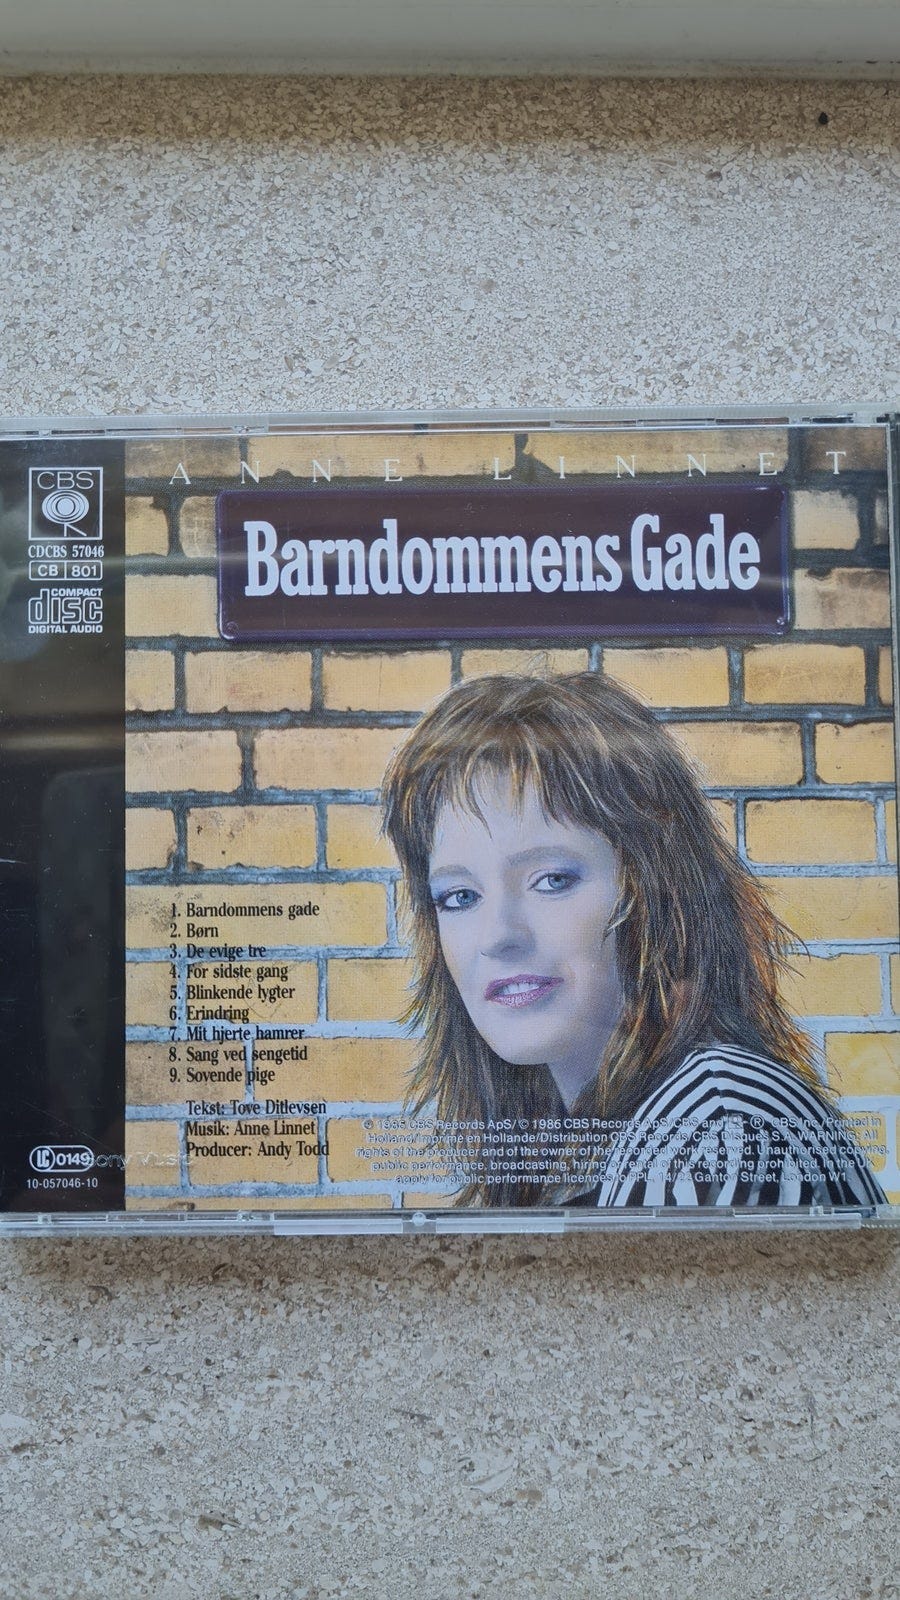 ANNE LINNET
Barndommens Gade
CBS
CDCBS 57046
CB 801
COMPACT
disc
DIGITAL AUDIO
1. Barndommens gade
2. Børn
3. De evige tre
4. For sidste gang
5. Blinkende lygter
6. Erindring
7. Mit hjerte hamrer
8. Sang ved sengetid
9. Sovende pige
Tekst: Tove Ditlevsen
Musik: Anne Linnet
Producer: Andy Todd
LC 0149
10-057046-10
℗ 1986 CBS Records ApS/ © 1986 CBS Records ApS/CBS and ® CBS Inc./Printed in
Holland/Imprimé en Hollande/Distribution CBS Records/CBS Disques S.A. WARNING: All
rights of the producer and of the owner of the recorded work reserved. Unauthorised copying,
public performance, broadcasting, hiring or rental of this recording prohibited. In the UK
apply for public performance licences to PPL, Ganton Street, London W1.